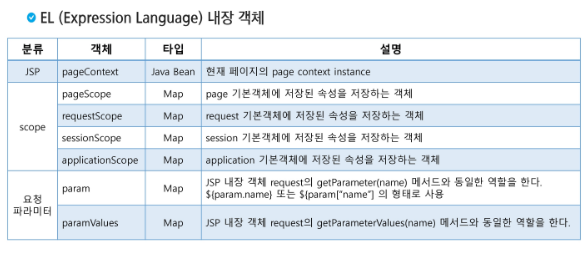 EL (Expression Language) 내장 객체
분류 객체 타입 설명
JSP pageContext Java Bean 현재 페이지의 page context instance
scope
pageScope Map page 기본객체에 저장된 속성을 저장하는 객체
requestScope Map request 기본객체에 저장된 속성을 저장하는 객체
sessionScope Map session 기본객체에 저장된 속성을 저장하는 객체
applicationScope Map application 기본객체에 저장된 속성을 저장하는 객체
요청
파라미터
param Map JSP 내장 객체 request의 getParameter(name) 메서드와 동일한 역할을 한다.
${param.name} 또는 ${param["name"] 의 형태로 사용
paramValues Map JSP 내장 객체 request의 getParameterValues(name) 메서드와 동일한 역할을 한다.